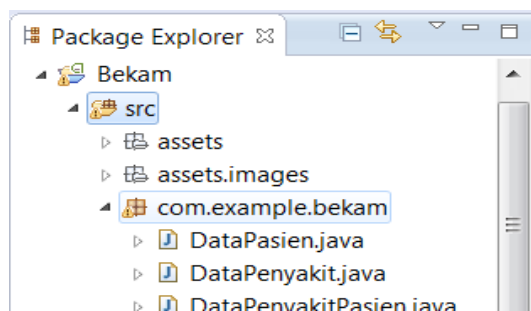 Package Explorer
Bekam
src
assets
assets.images
com.example.bekam
DataPasien.java
DataPenyakit.java
DataPenyakitPasien.java